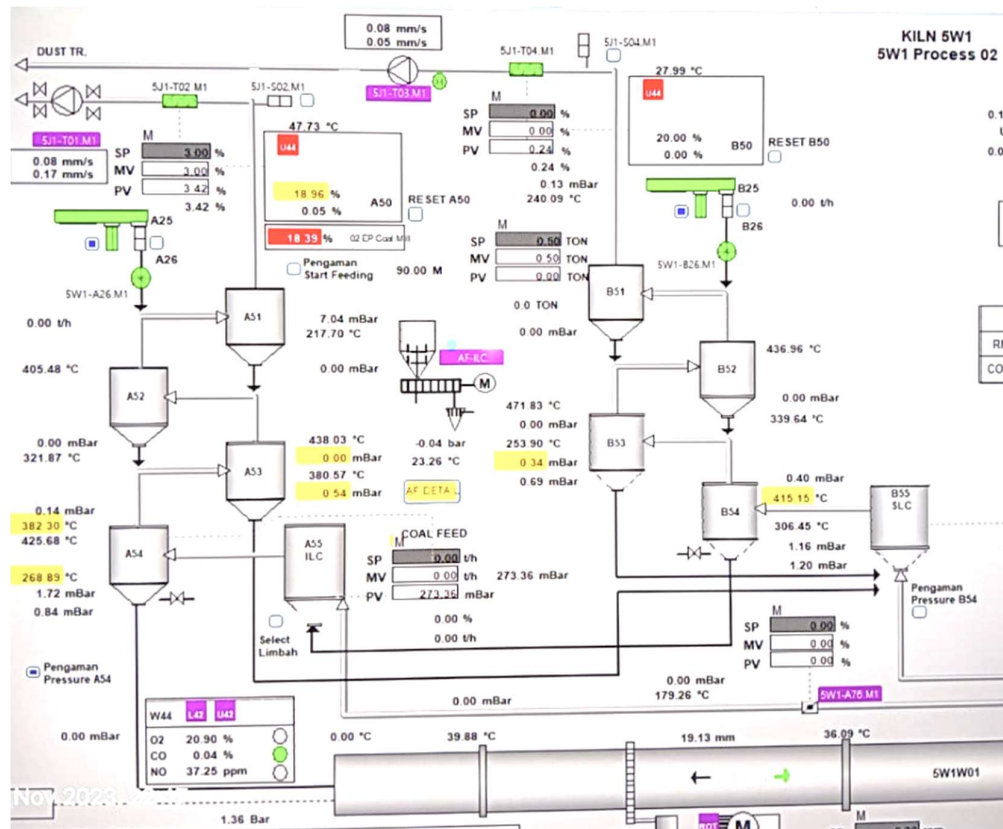 KILN 5W1
5W1 Process 02
0.08 mm/s
0.05 mm/s
DUST TR.
5J1-T04.M1
5J1-S04.M1
5J1-T03.M1
5J1-T02.M1
5J1-S02.M1
5J1-T01.M1
0.08 mm/s
0.17 mm/s
M
SP 3.00 %
MV 3.00 %
PV 3.42 %
3.42 %
47.73 °C
U44
18.96 %
0.05 %
A50
RESET A50
18.39 %
02 EP Coal Mill
Pengaman
Start Feeding
90.00 M
M
SP 0.00 %
MV 0.00 %
PV 0.24 %
0.24 %
0.13 mBar
240.09 °C
27.99 °C
U44
20.00 %
0.00 %
B50
RESET B50
A25
A26
5W1-A26.M1
0.00 t/h
B25
B26
5W1-B26.M1
0.00 t/h
SP 0.50 TON
MV 0.50 TON
PV 0.00 TON
0.0 TON
0.00 mBar
A51
7.04 mBar
217.70 °C
0.00 mBar
405.48 °C
A52
0.00 mBar
321.87 °C
A53
438.03 °C
0.00 mBar
380.57 °C
0.54 mBar
AF-ILC
M
-0.04 bar
23.26 °C
AF DETAIL
B51
B52
436.96 °C
0.00 mBar
339.64 °C
471.83 °C
0.00 mBar
253.90 °C
0.34 mBar
0.69 mBar
B53
B54
0.40 mBar
415.15 °C
306.45 °C
1.16 mBar
1.20 mBar
B55
SLC
Pengaman
Pressure B54
0.14 mBar
382.30 °C
425.68 °C
A54
268.89 °C
1.72 mBar
0.84 mBar
A55
ILC
COAL FEED
M
SP 0.00 t/h
MV 0.00 t/h
PV 273.36 mBar
273.36 mBar
0.00 %
0.00 t/h
Select
Limbah
M
SP 0.00 %
MV 0.00 %
PV 0.00 %
Pengaman
Pressure A54
0.00 mBar
179.26 °C
5W1-A76.M1
0.00 mBar
W44 L42 U42
O2 20.90 %
CO 0.04 %
NO 37.25 ppm
0.00 mBar
0.00 °C
39.88 °C
19.13 mm
36.09 °C
5W1W01
Nov 2023
1.36 Bar
M
M